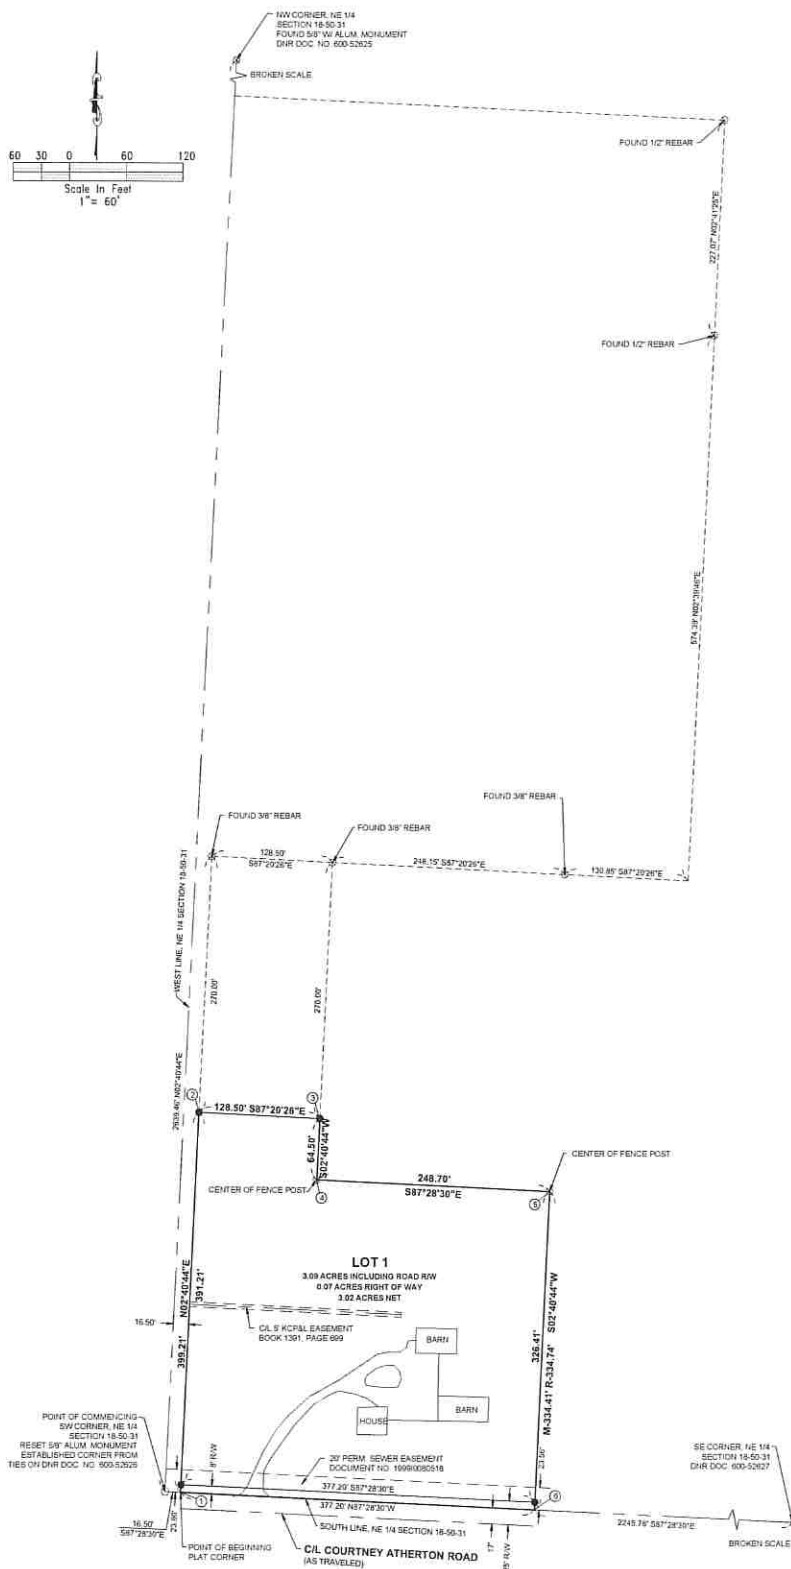 NW CORNER, NE 1/4
SECTION 18-50-31
FOUND 5/8" W/ ALUM. MONUMENT
DNR DOC. NO. 600-52625
BROKEN SCALE
60 30 0 60 120
Scale In Feet
1"= 60'
FOUND 1/2" REBAR
227.07' N02°41'25"E
FOUND 1/2" REBAR
574.39' N02°39'46"E
FOUND 3/8" REBAR
FOUND 3/8" REBAR
FOUND 3/8" REBAR
128.50'
S87°20'26"E
248.15' S87°20'26"E
130.85' S87°20'26"E
WEST LINE, NE 1/4 SECTION 18-50-31
270.00'
270.00'
2639.46' N02°40'44"E
2
128.50' S87°20'26"E
3
64.50'
S02°40'44"W
CENTER OF FENCE POST
4
248.70'
S87°28'30"E
CENTER OF FENCE POST
5
LOT 1
3.09 ACRES INCLUDING ROAD R/W
0.07 ACRES RIGHT OF WAY
3.02 ACRES NET
N02°40'44"E
391.21'
399.21'
16.50'
C/L 5' KCP&L EASEMENT
BOOK 1391, PAGE 699
BARN
BARN
HOUSE
326.41'
S02°40'44"W
M-334.41' R-334.74'
POINT OF COMMENCING
SW CORNER, NE 1/4
SECTION 18-50-31
RESET 5/8" ALUM. MONUMENT
ESTABLISHED CORNER FROM
TIES ON DNR DOC. NO. 600-52626
8' R/W
20' PERM. SEWER EASEMENT
DOCUMENT NO. 1999I0080518
SE CORNER, NE 1/4
SECTION 18-50-31
DNR DOC. 600-52627
377.20' S87°28'30"E
377.20' N87°28'30"W
1
6
16.50'
S87°28'30"E
SOUTH LINE, NE 1/4 SECTION 18-50-31
2245.76' S87°28'30"E
BROKEN SCALE
POINT OF BEGINNING
PLAT CORNER
C/L COURTNEY ATHERTON ROAD
(AS TRAVELED)
17'
25' R/W